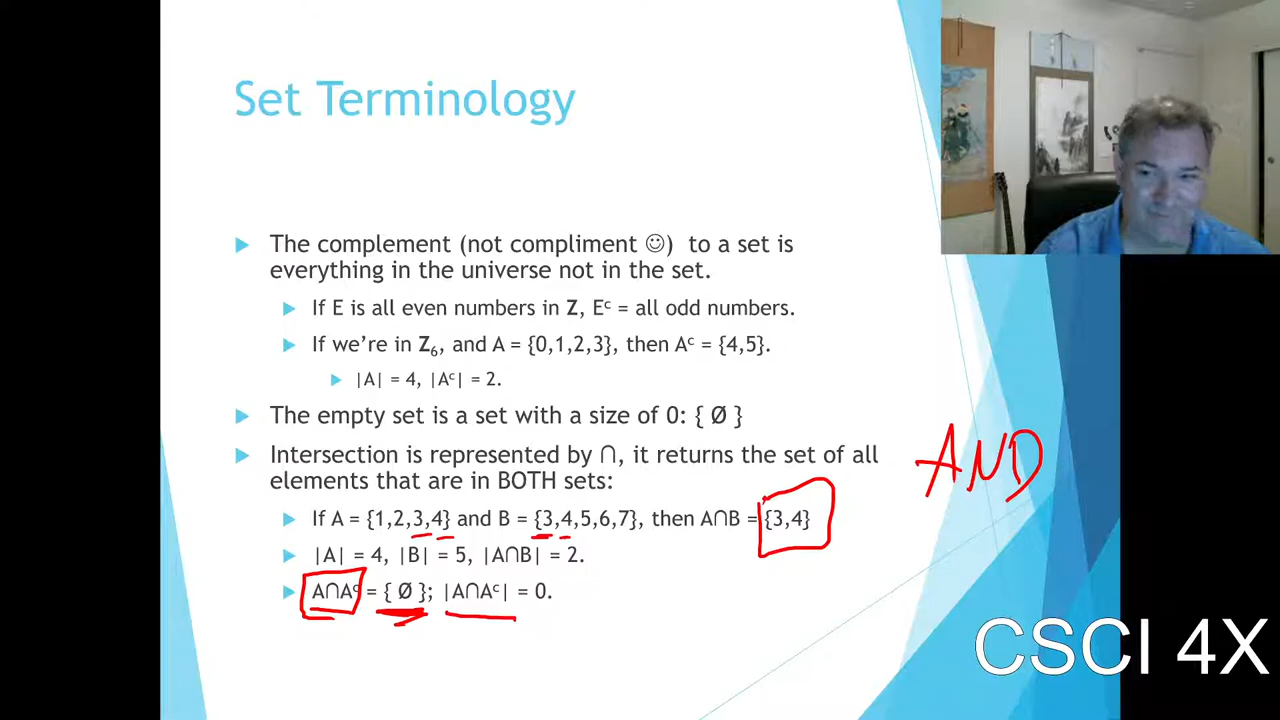 Set Terminology
The complement (not compliment ☺) to a set is
everything in the universe not in the set.
If E is all even numbers in Z, Eᶜ = all odd numbers.
If we’re in Z₆, and A = {0,1,2,3}, then Aᶜ = {4,5}.
|A| = 4, |Aᶜ| = 2.
The empty set is a set with a size of 0: { Ø }
Intersection is represented by ∩, it returns the set of all
elements that are in BOTH sets:
If A = {1,2,3,4} and B = {3,4,5,6,7}, then A∩B = {3,4}
|A| = 4, |B| = 5, |A∩B| = 2.
A∩Aᶜ = { Ø }; |A∩Aᶜ| = 0.
AND
CSCI 4X